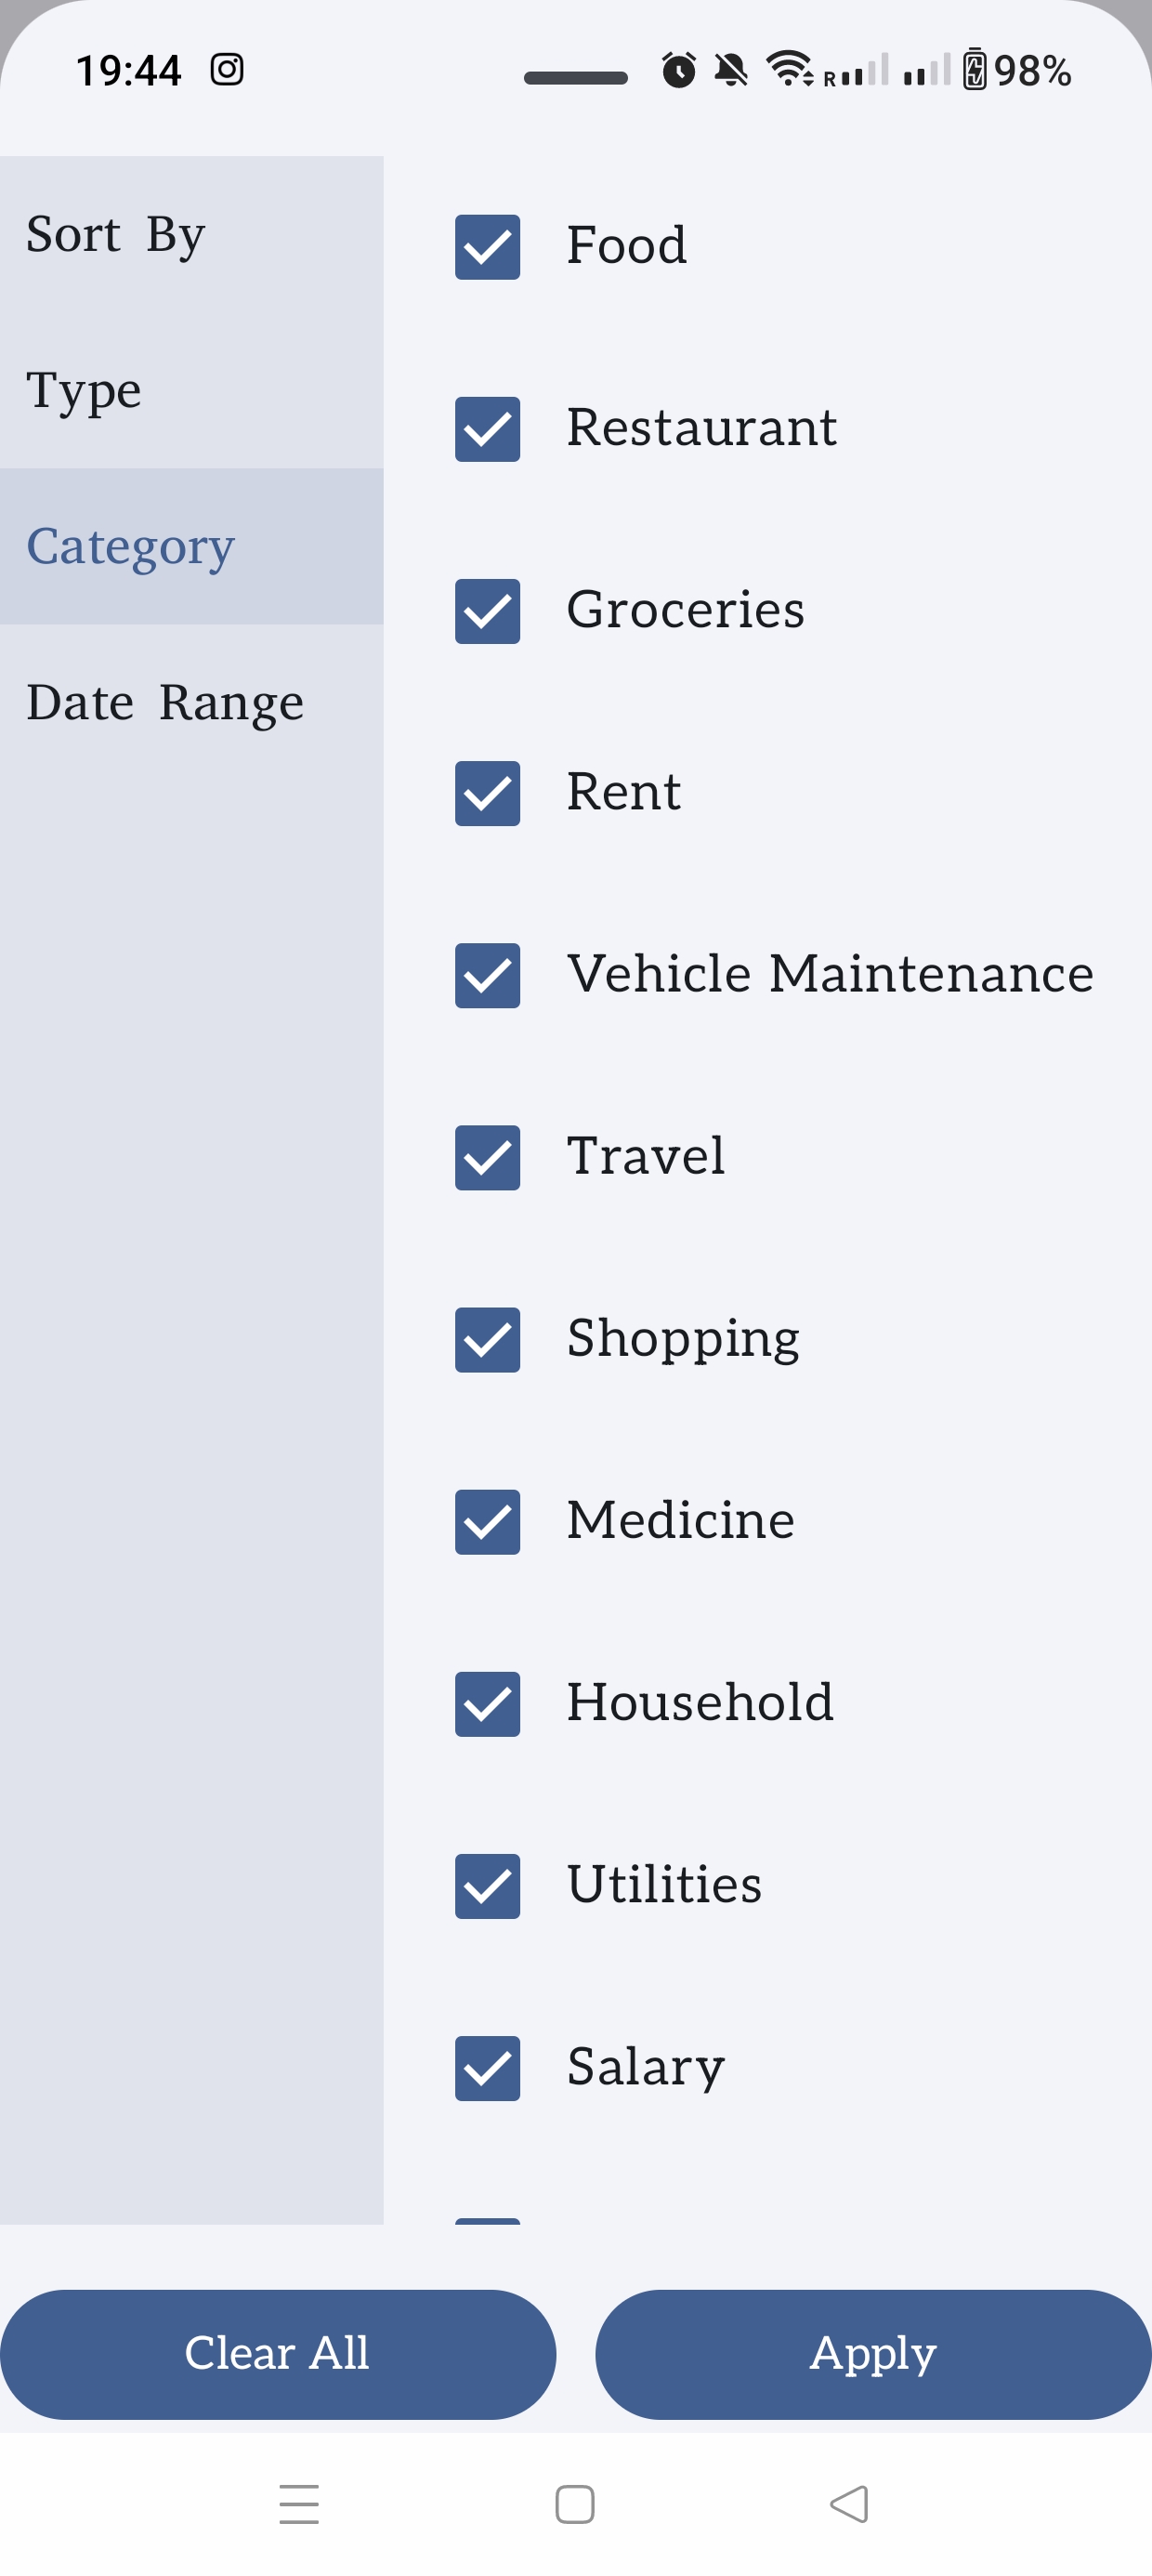 19:44
R
98%
Sort By
Type
Category
Date Range
Food
Restaurant
Groceries
Rent
Vehicle Maintenance
Travel
Shopping
Medicine
Household
Utilities
Salary
Clear All
Apply